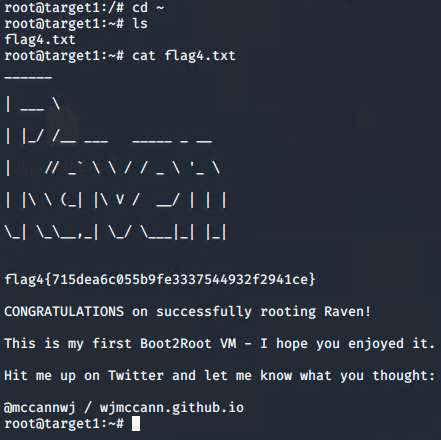 root@target1:/# cd ~
root@target1:~# ls
flag4.txt
root@target1:~# cat flag4.txt
______
| ___ \
| |_/ /__ ___   _____ _ __
|    // _` \ \ / / _ \ '_ \
| |\ \ (_| |\ V /  __/ | | |
\_| \_\__,_| \_/ \___|_| |_|
flag4{715dea6c055b9fe3337544932f2941ce}
CONGRATULATIONS on successfully rooting Raven!
This is my first Boot2Root VM - I hope you enjoyed it.
Hit me up on Twitter and let me know what you thought:
@mccannwj / wjmccann.github.io
root@target1:~#